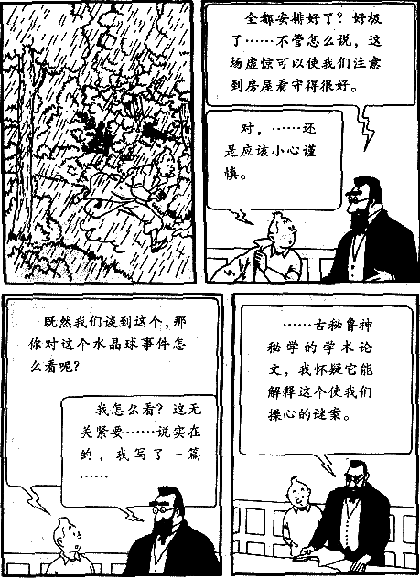 全都安排好了？好极
了……不管怎么说，这
场虚惊可以使我们注意
到房屋看守得很好。
对，……还
是应该小心谨
慎。
既然我们谈到这个，那
你对这个水晶球事件怎
么看呢？
我怎么看？这无
关紧要……说实在
的，我写了一篇
……
……古秘鲁神
秘学的学术论
文，我怀疑它能
解释这个使我们
操心的谜案。